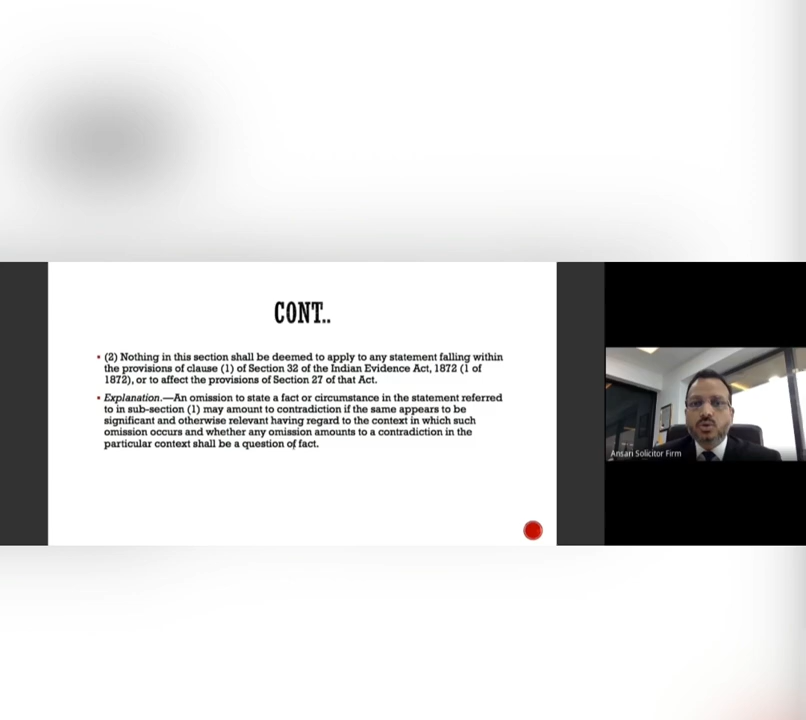 CONT..
• (2) Nothing in this section shall be deemed to apply to any statement falling within
the provisions of clause (1) of Section 32 of the Indian Evidence Act, 1872 (1 of
1872), or to affect the provisions of Section 27 of that Act.
• Explanation.—An omission to state a fact or circumstance in the statement referred
to in sub-section (1) may amount to contradiction if the same appears to be
significant and otherwise relevant having regard to the context in which such
omission occurs and whether any omission amounts to a contradiction in the
particular context shall be a question of fact.
Ansari Solicitor Firm